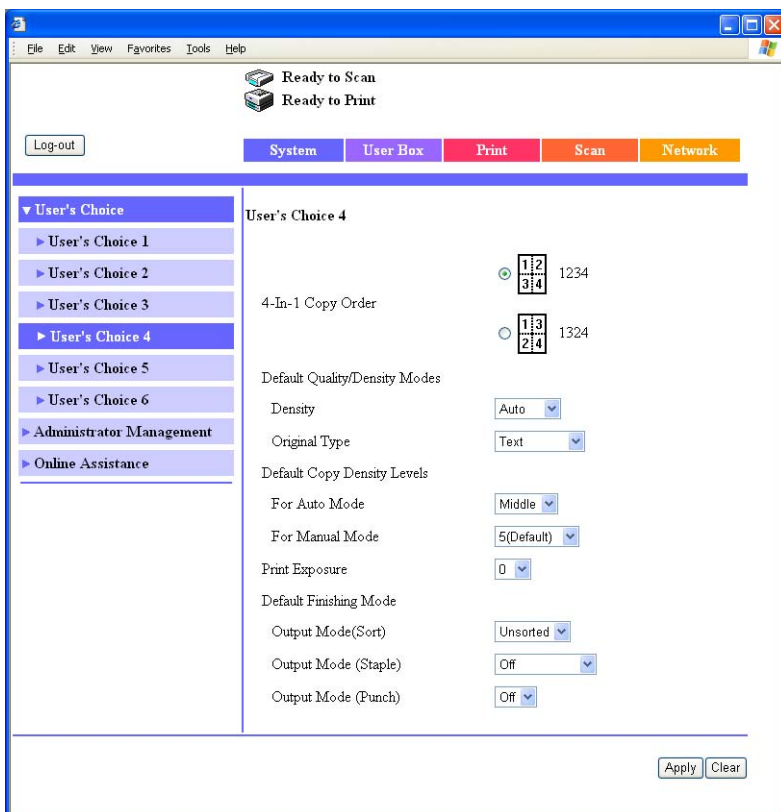 File Edit View Favorites Tools Help
Ready to Scan
Ready to Print
Log-out
System User Box Print Scan Network
User's Choice
User's Choice 1
User's Choice 2
User's Choice 3
User's Choice 4
User's Choice 5
User's Choice 6
Administrator Management
Online Assistance
User's Choice 4
4-In-1 Copy Order
1 2
3 4
1234
1 3
2 4
1324
Default Quality/Density Modes
Density Auto
Original Type Text
Default Copy Density Levels
For Auto Mode Middle
For Manual Mode 5(Default)
Print Exposure 0
Default Finishing Mode
Output Mode(Sort) Unsorted
Output Mode (Staple) Off
Output Mode (Punch) Off
Apply Clear